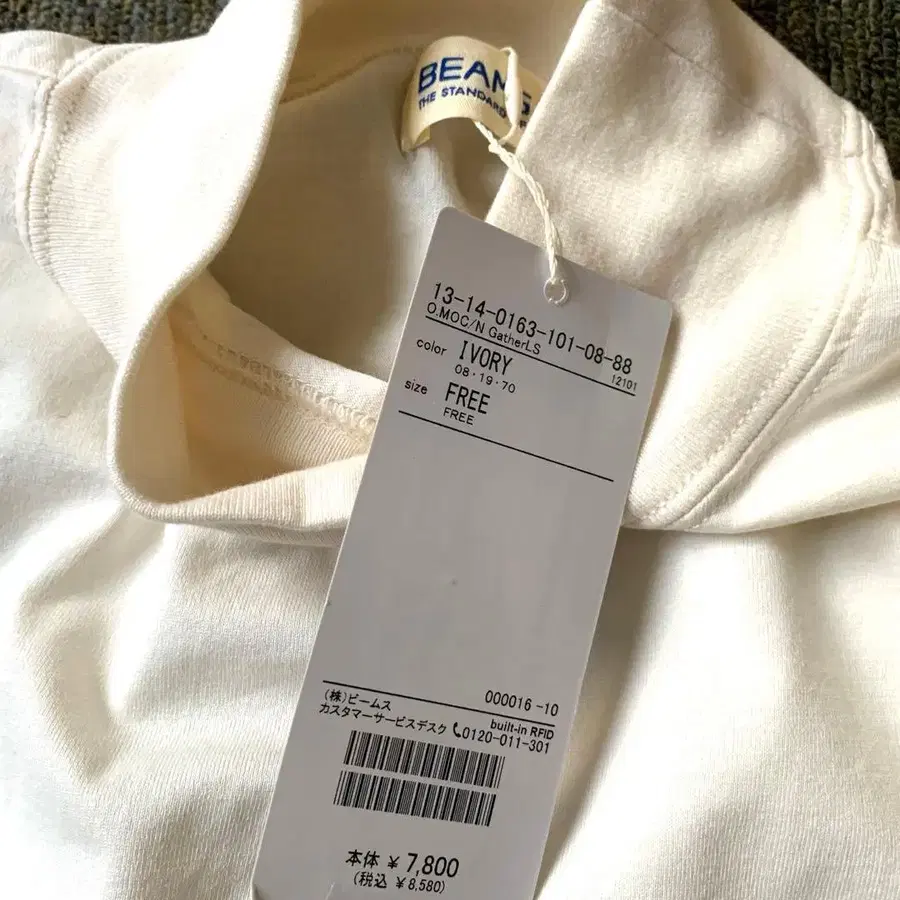 BEAMS
THE STANDARD
13-14-0163-101-08-88
O.MOC/N GatherLS
12101
color IVORY
08・19・70
size FREE
FREE
000016-10
(株)ビームス
built-in RFID
カスタマーサービスデスク 0120-011-301
本体 ¥7,800
(税込 ¥8,580)